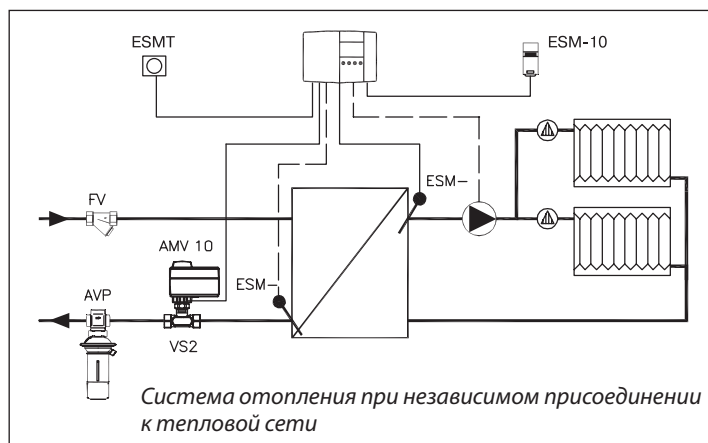 ESMT
ESM-10
FV
ESM-
AMV 10
ESM-
AVP
VS2
Система отопления при независимом присоединении
к тепловой сети